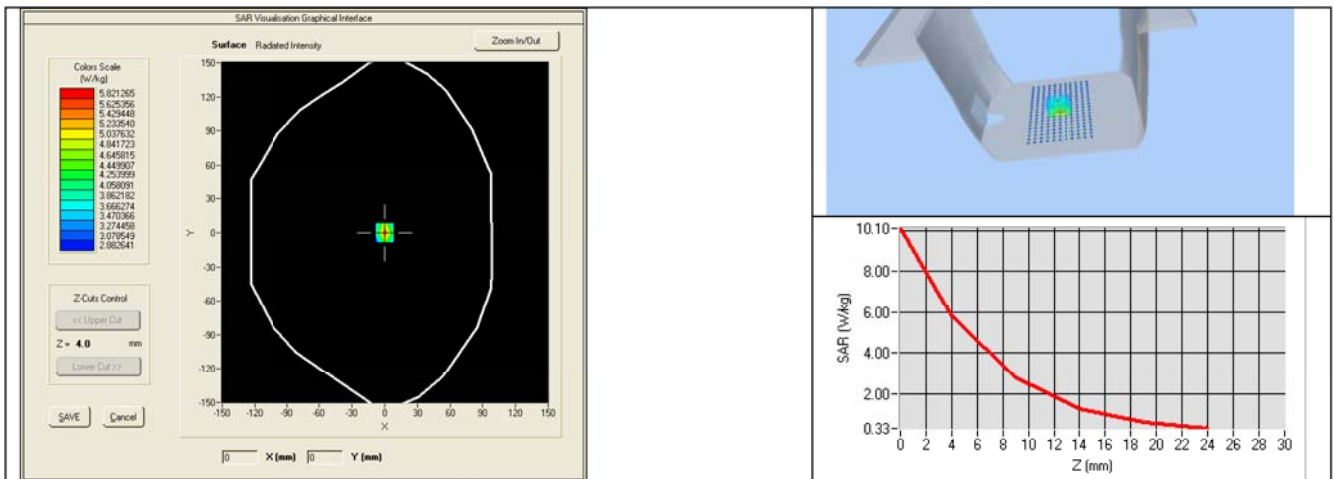 SAR Visualisation Graphical Interface
Surface Radiated Intensity
Zoom In/Out
Colors Scale
(W/kg)
5.821265
5.625356
5.429448
5.233540
5.037632
4.841723
4.645815
4.449907
4.253999
4.058091
3.862182
3.666274
3.470366
3.274458
3.078549
2.882641
Z-Cuts Control
<< Upper Cut
Z = 4.0 mm
Lower Cut >>
SAVE Cancel
150-
120-
90-
60-
30-
0-
-30-
-60-
-90-
-120-
-150-
Y
-150 -120 -90 -60 -30 0 30 60 90 120 150
X
0 X (mm) 0 Y (mm)
10.10-
8.00-
6.00-
4.00-
2.00-
0.33-
SAR (W/kg)
0 2 4 6 8 10 12 14 16 18 20 22 24 26 28 30
Z (mm)